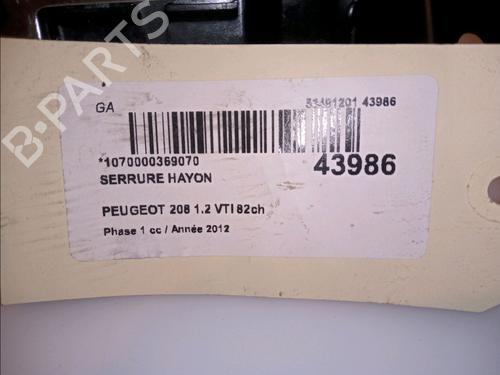 GA
53491201 43986
*1070000369070
43986
SERRURE HAYON
PEUGEOT 208 1.2 VTI 82ch
Phase 1 cc / Année 2012
B-PARTS